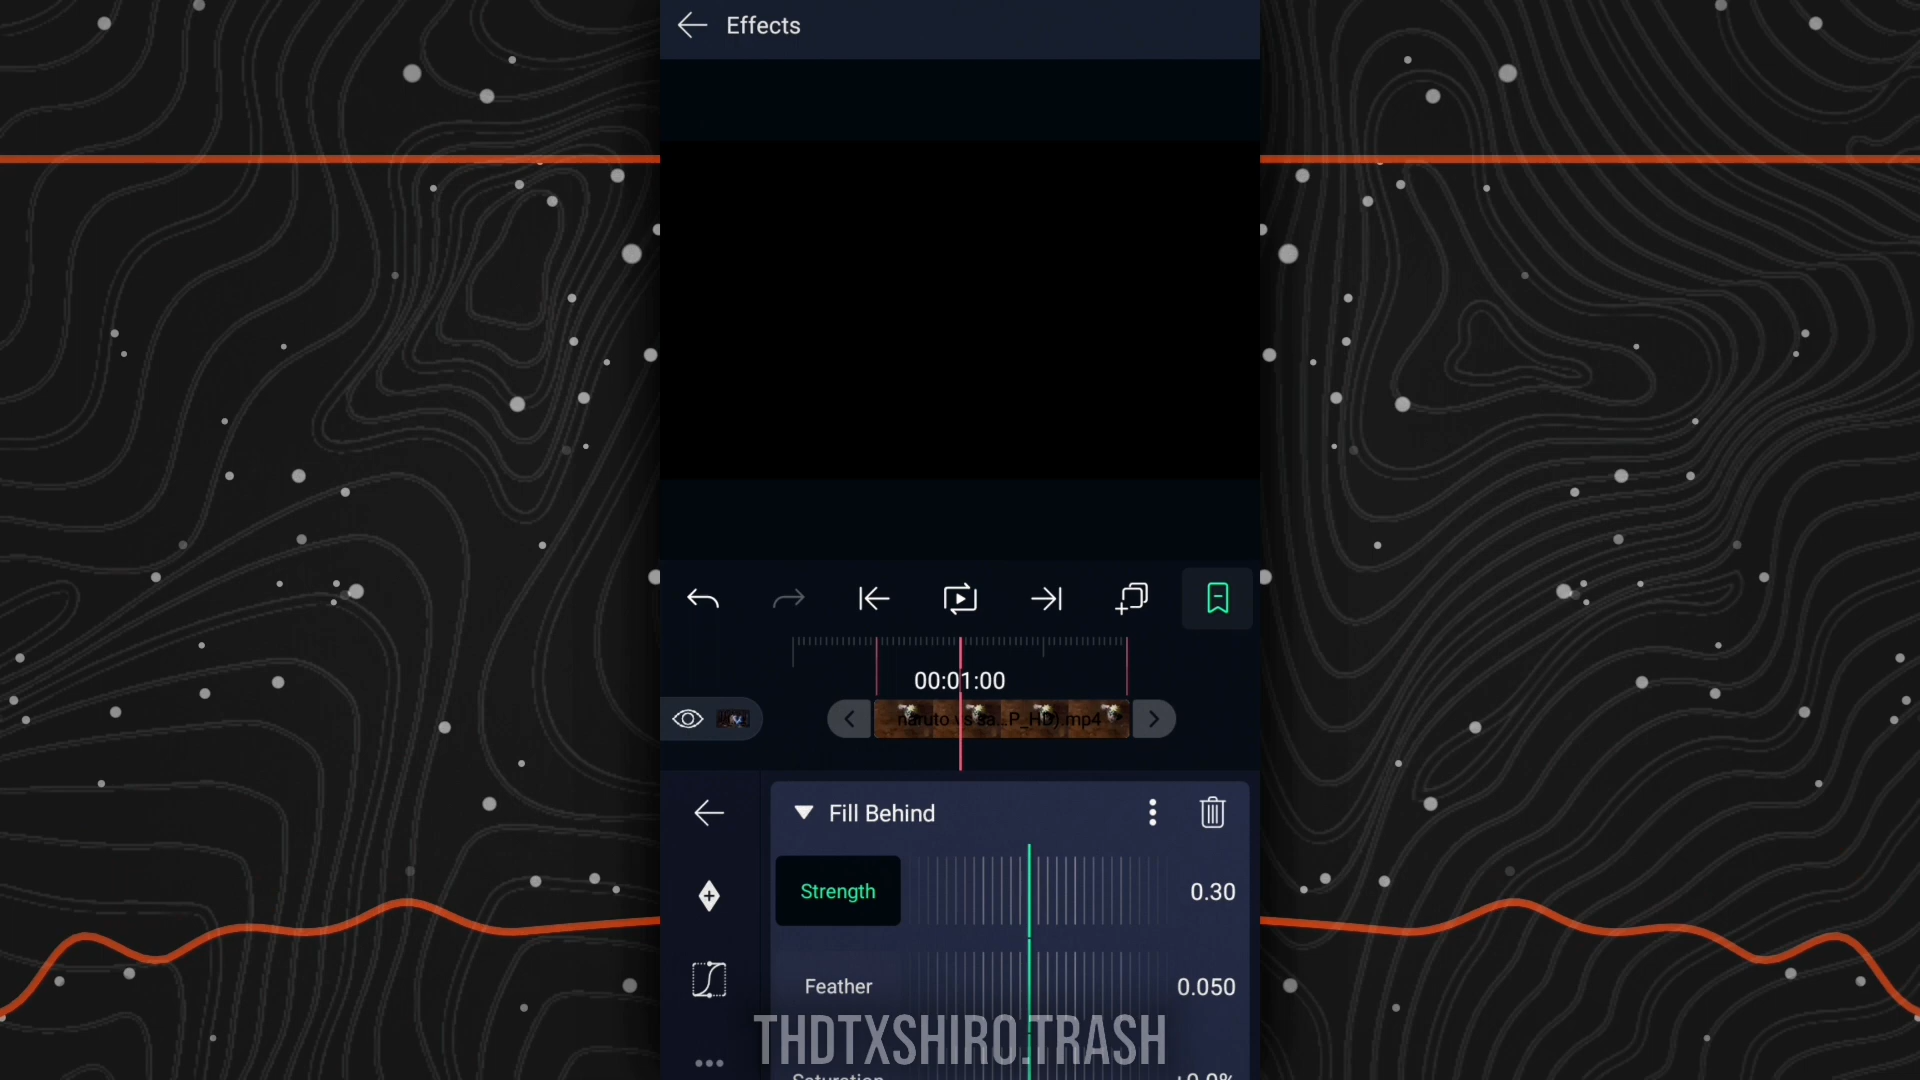 Effects
00:01:00
naruto vs sa...P_HD).mp4
Fill Behind
Strength
0.30
Feather
0.050
THDTXSHIRO.TRASH
Saturation